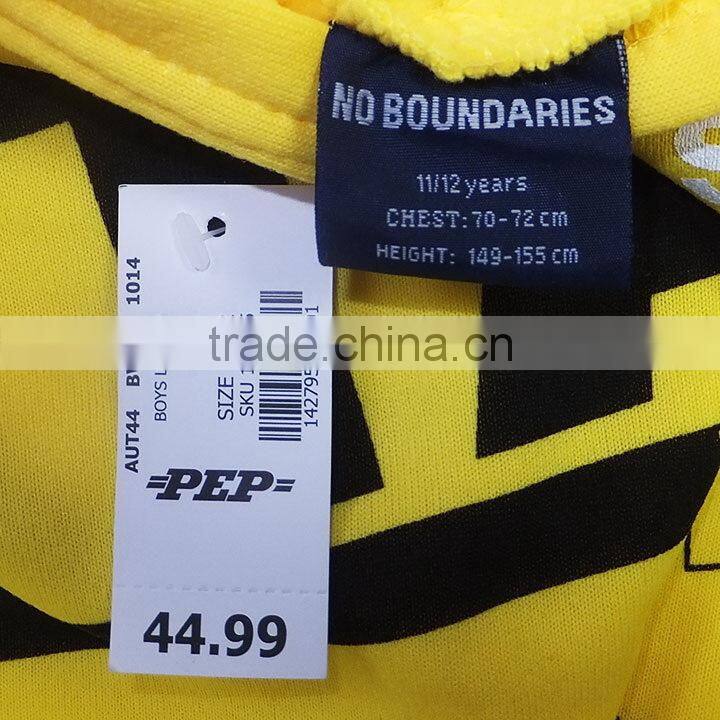 NO BOUNDARIES
11/12 years
CHEST: 70-72 cm
HEIGHT: 149-155 cm
AUT44
1014
BOYS
SIZE
SKU
trade.china.cn
PEP
44.99